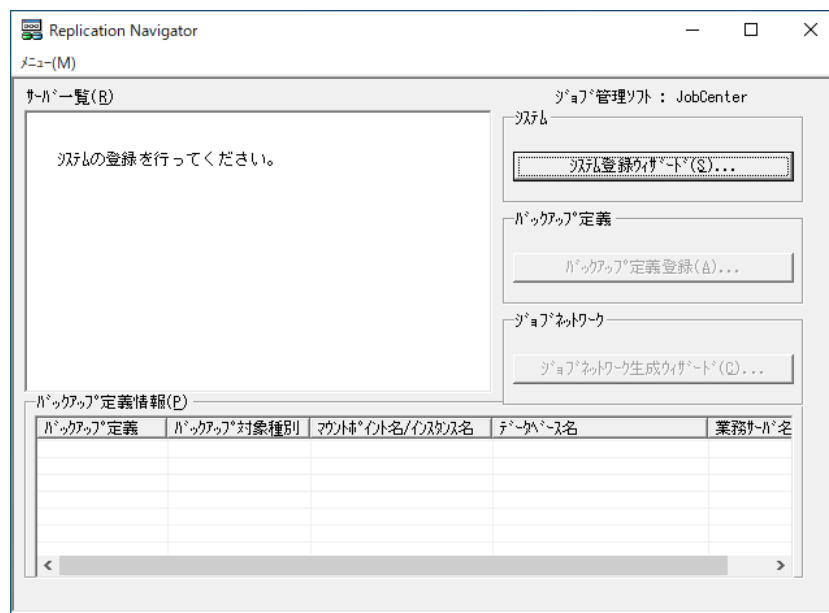 Replication Navigator
ﾒﾆｭｰ(M)
ｻｰﾊﾞ一覧(R)
ｼﾞｮﾌﾞ管理ｿﾌﾄ : JobCenter
ｼｽﾃﾑ
ｼｽﾃﾑの登録を行ってください。
ｼｽﾃﾑ登録ｳｨｻﾞｰﾄﾞ(S)...
ﾊﾞｯｸｱｯﾌﾟ定義
ﾊﾞｯｸｱｯﾌﾟ定義登録(A)...
ｼﾞｮﾌﾞﾈｯﾄﾜｰｸ
ｼﾞｮﾌﾞﾈｯﾄﾜｰｸ生成ｳｨｻﾞｰﾄﾞ(C)...
ﾊﾞｯｸｱｯﾌﾟ定義情報(P)
ﾊﾞｯｸｱｯﾌﾟ定義 ﾊﾞｯｸｱｯﾌﾟ対象種別 ﾏｳﾝﾄﾎﾟｲﾝﾄ名/ｲﾝｽﾀﾝｽ名 ﾃﾞｰﾀﾍﾞｰｽ名 業務ｻｰﾊﾞ名